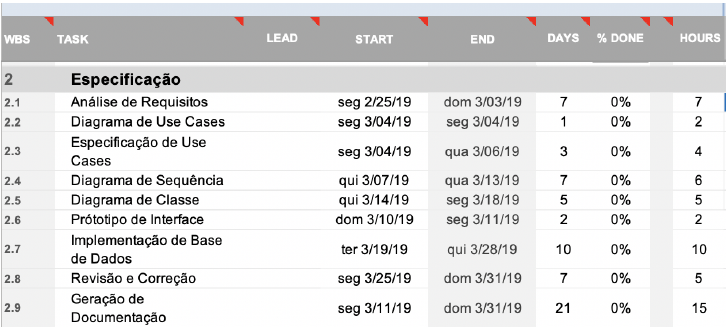 WBS TASK LEAD START END DAYS % DONE HOURS
2 Especificação
2.1 Análise de Requisitos seg 2/25/19 dom 3/03/19 7 0% 7
2.2 Diagrama de Use Cases seg 3/04/19 seg 3/04/19 1 0% 2
2.3 Especificação de Use Cases seg 3/04/19 qua 3/06/19 3 0% 4
2.4 Diagrama de Sequência qui 3/07/19 qua 3/13/19 7 0% 6
2.5 Diagrama de Classe qui 3/14/19 seg 3/18/19 5 0% 5
2.6 Prótotipo de Interface dom 3/10/19 seg 3/11/19 2 0% 2
2.7 Implementação de Base de Dados ter 3/19/19 qui 3/28/19 10 0% 10
2.8 Revisão e Correção seg 3/25/19 dom 3/31/19 7 0% 5
2.9 Geração de Documentação seg 3/11/19 dom 3/31/19 21 0% 15